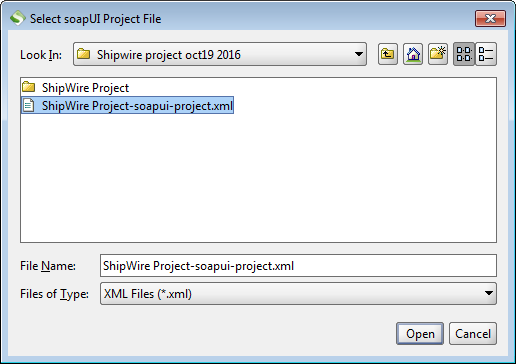 Select soapUI Project File
Look In: Shipwire project oct19 2016
ShipWire Project
ShipWire Project-soapui-project.xml
File Name: ShipWire Project-soapui-project.xml
Files of Type: XML Files (*.xml)
Open Cancel